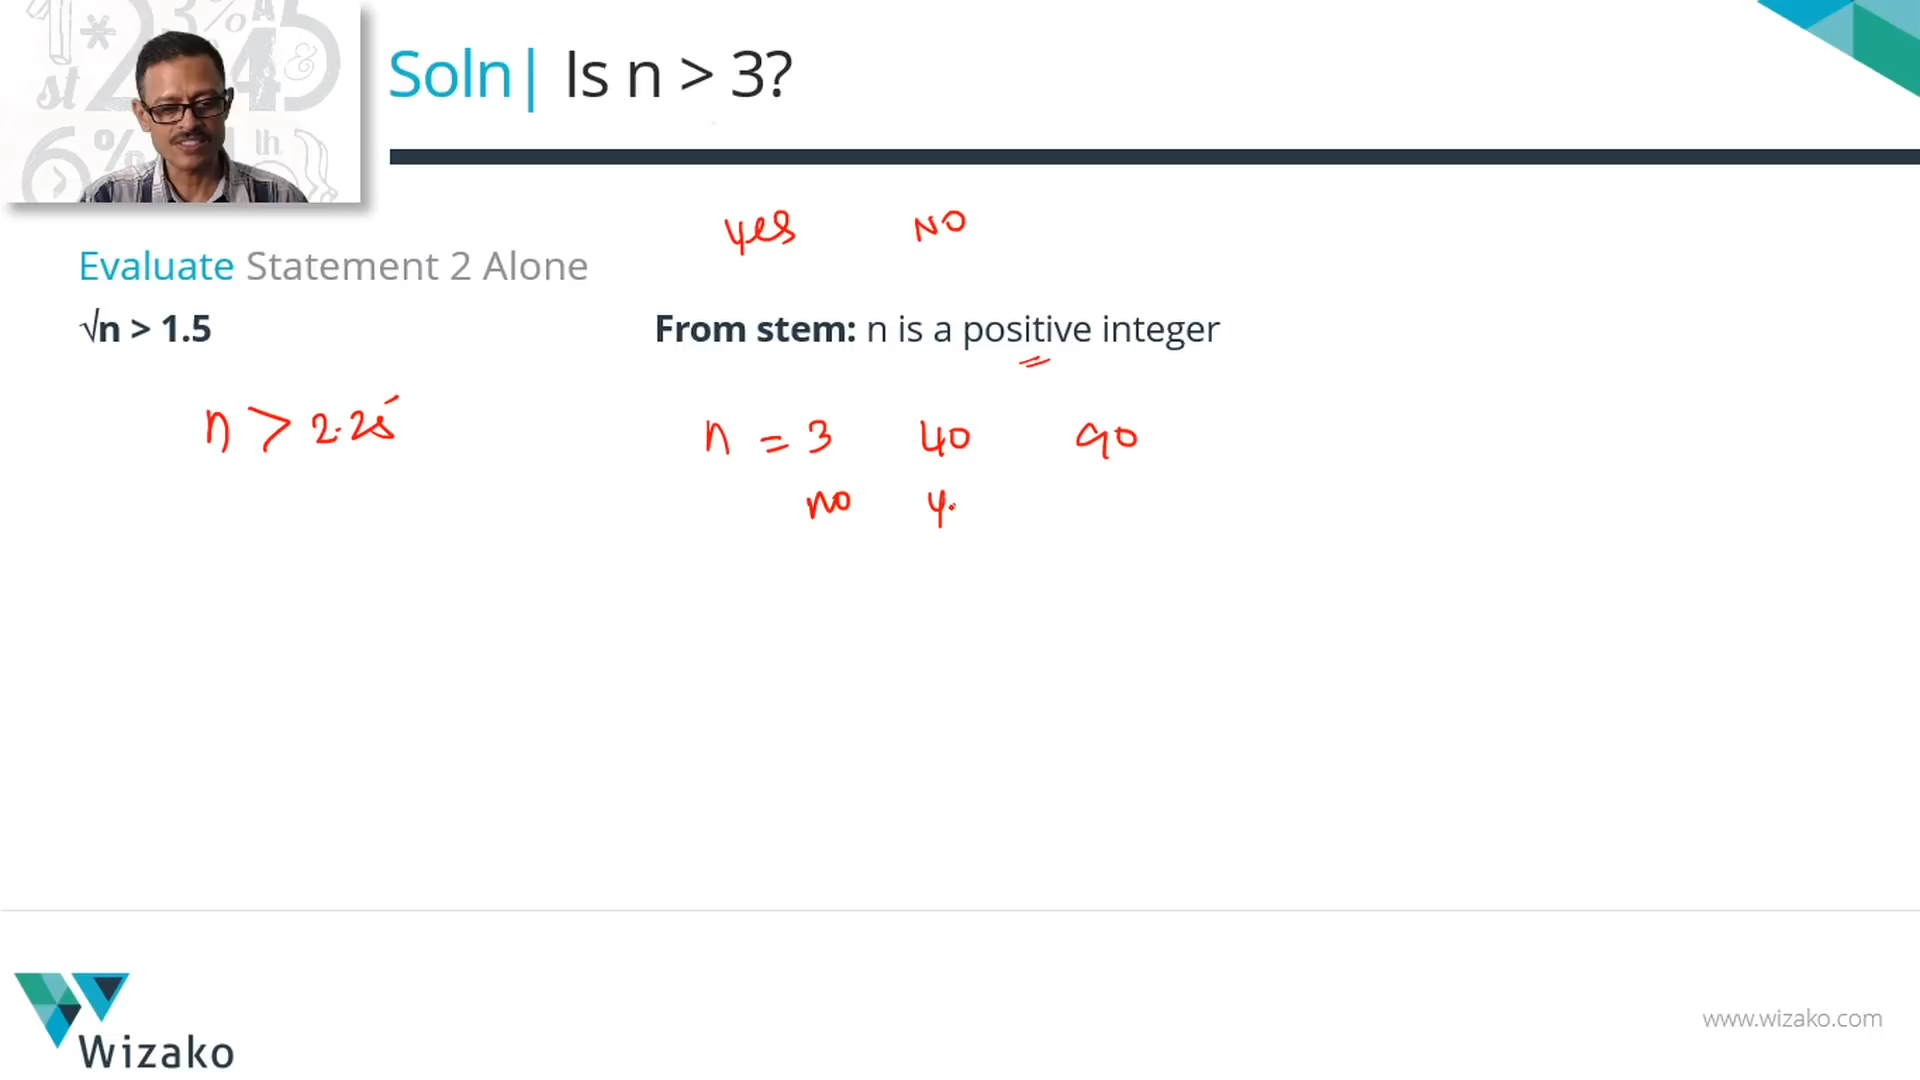 Soln| Is n > 3?
yes NO
Evaluate Statement 2 Alone
√n > 1.5
From stem: n is a positive integer
n > 2.25
n = 3 40 90
no y.
Wizako
www.wizako.com